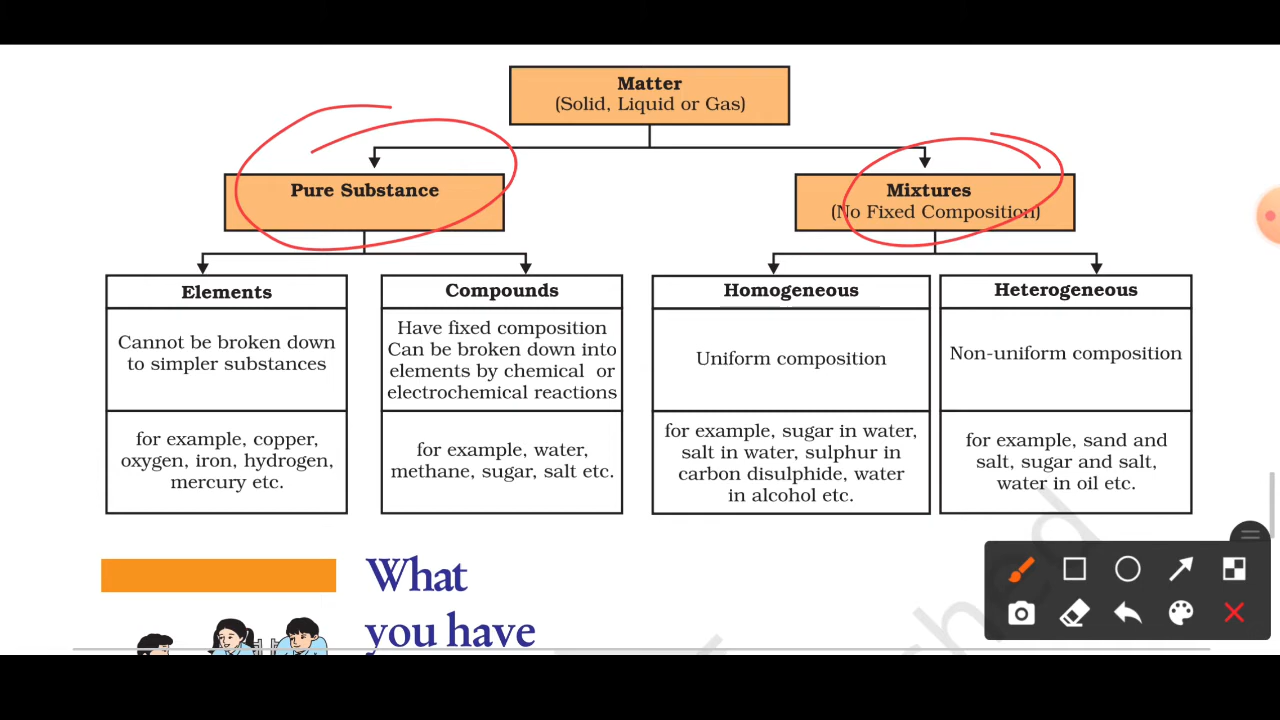 Matter
(Solid, Liquid or Gas)
Pure Substance
Mixtures
(No Fixed Composition)
Elements
Cannot be broken down
to simpler substances
for example, copper,
oxygen, iron, hydrogen,
mercury etc.
Compounds
Have fixed composition
Can be broken down into
elements by chemical or
electrochemical reactions
for example, water,
methane, sugar, salt etc.
Homogeneous
Uniform composition
for example, sugar in water,
salt in water, sulphur in
carbon disulphide, water
in alcohol etc.
Heterogeneous
Non-uniform composition
for example, sand and
salt, sugar and salt,
water in oil etc.
What
you have